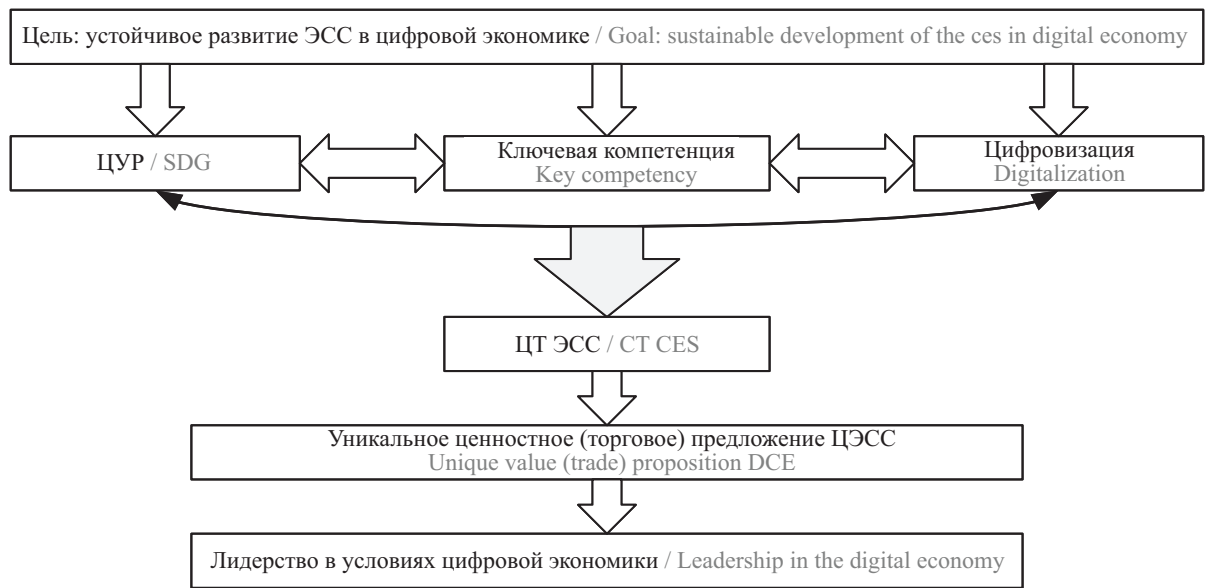 Цель: устойчивое развитие ЭСС в цифровой экономике / Goal: sustainable development of the ces in digital economy
ЦУР / SDG
Ключевая компетенция
Key competency
Цифровизация
Digitalization
ЦТ ЭСС / CT CES
Уникальное ценностное (торговое) предложение ЦЭСС
Unique value (trade) proposition DCE
Лидерство в условиях цифровой экономики / Leadership in the digital economy